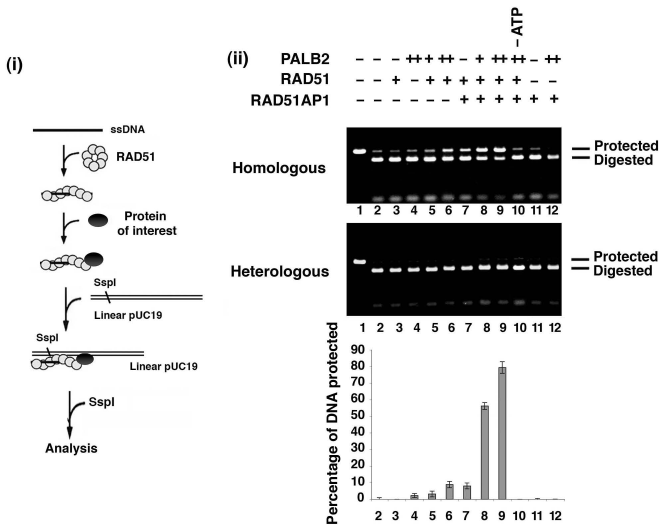 (i)
ssDNA
RAD51
Protein
of interest
SspI
Linear pUC19
SspI
Linear pUC19
SspI
Analysis
(ii)
– ATP
PALB2 – – – ++ + ++ – + ++ ++ – ++
RAD51 – – + – + + + + + + – –
RAD51AP1 + + + + + +
Homologous
Protected
Digested
1 2 3 4 5 6 7 8 9 10 11 12
Heterologous
Protected
Digested
1 2 3 4 5 6 7 8 9 10 11 12
Percentage of DNA protected
90
80
70
60
50
40
30
20
10
0
2 3 4 5 6 7 8 9 10 11 12